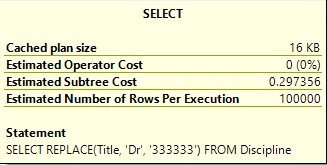 SELECT
Cached plan size 16 KB
Estimated Operator Cost 0 (0%)
Estimated Subtree Cost 0.297356
Estimated Number of Rows Per Execution 100000
Statement
SELECT REPLACE(Title, 'Dr', '333333') FROM Discipline